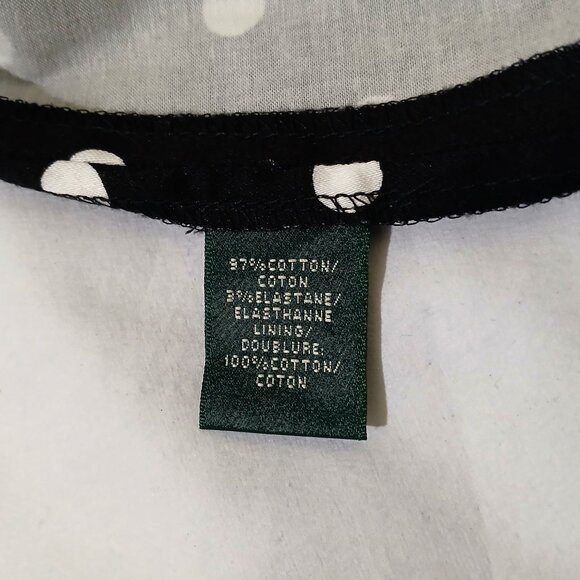 97%COTTON/
COTON
3%ELASTANE/
ELASTHANNE
LINING/
DOUBLURE:
100%COTTON/
COTON